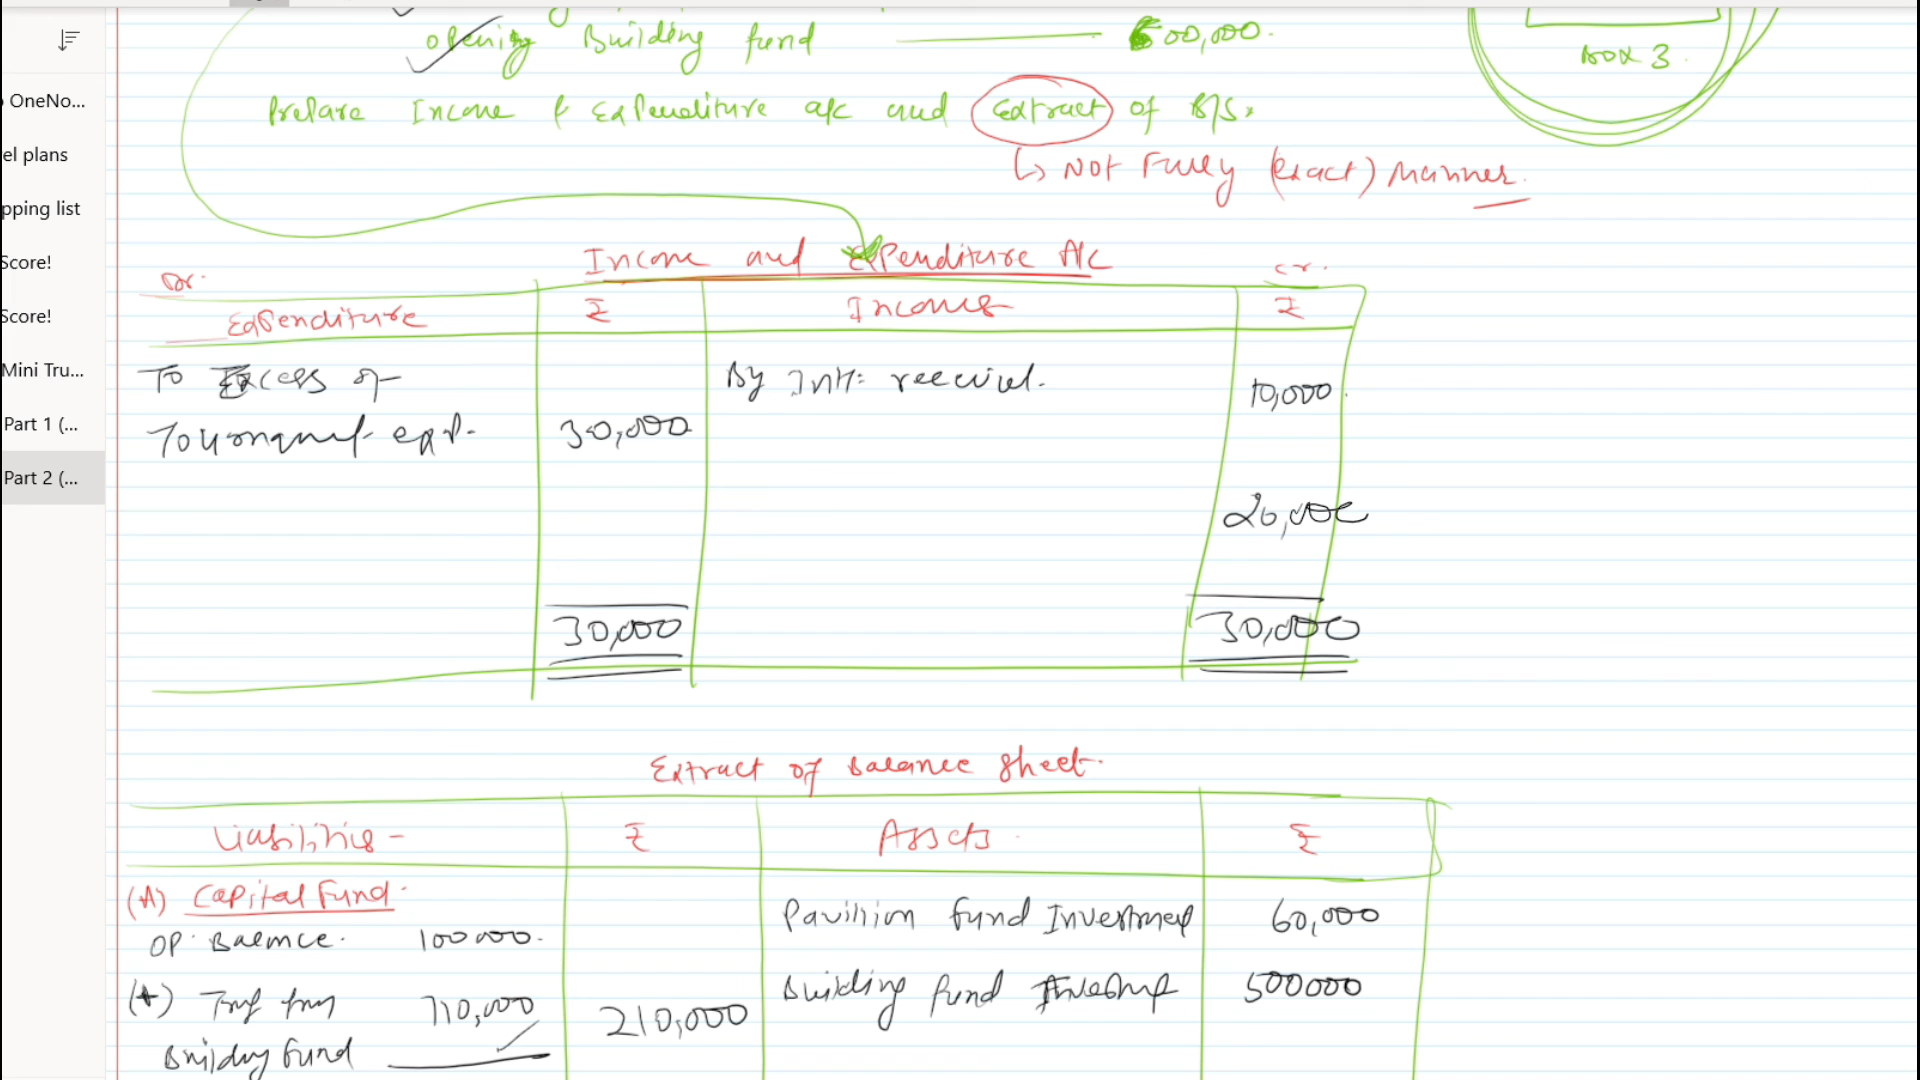 opening Building fund 500,000.
Box 3.
OneNo...
Prepare Income & Expenditure a/c and Extract of B/S.
el plans
↳ Not Fully (exact) Manner.
pping list
Income and Expenditure A/c
Score!
Dr. Cr.
Expenditure ₹ Incomes ₹
Score!
To Excess of By Intt: received. 10,000
Mini Tru...
Tournament exp. 30,000
Part 1 (...
Part 2 (...
20,000
30,000 30,000
Extract of Balance Sheet.
Liabilities - ₹ Assets. ₹
(A) Capital Fund.
Pavilion fund Investment 60,000
OP. Balance. 100000.
Building fund Investment 500000
(+) Trnf from 110,000 210,000
Building Fund